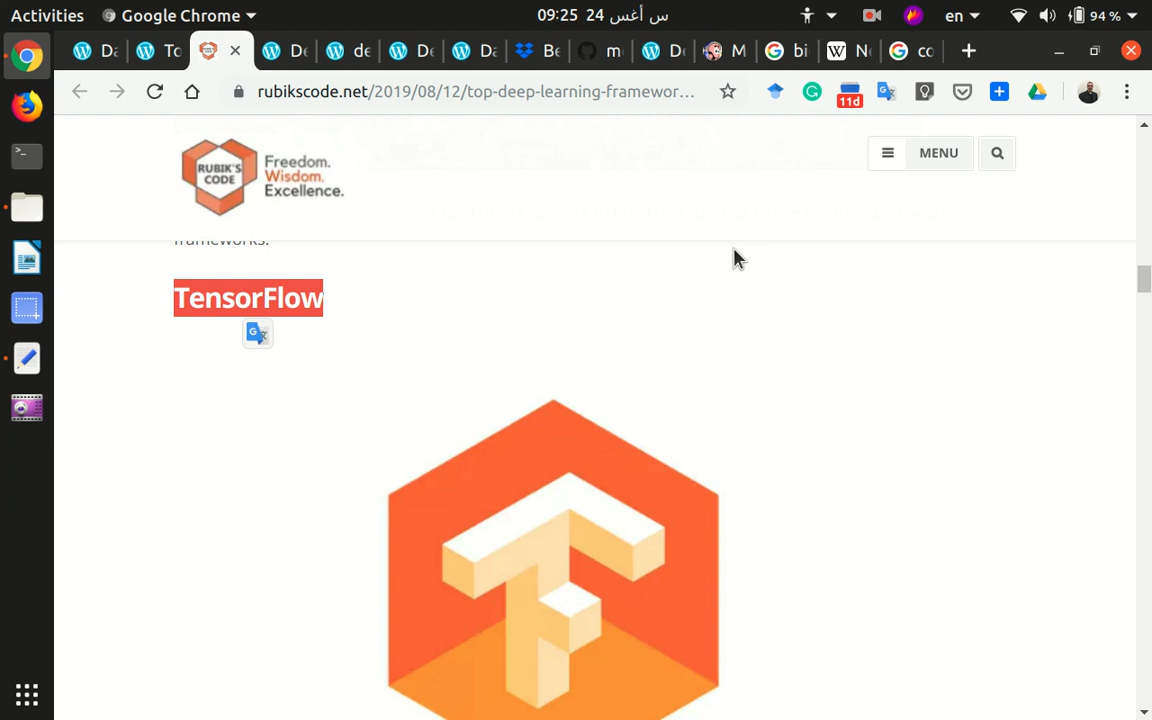 Activities
Google Chrome
09:25 24 س أغس
en
94 %
Da
To
De
de
De
Da
Be
m
De
M
bi
N
co
rubikscode.net/2019/08/12/top-deep-learning-framewor…
11d
RUBIK'S CODE
Freedom.
Wisdom.
Excellence.
MENU
frameworks.
TensorFlow